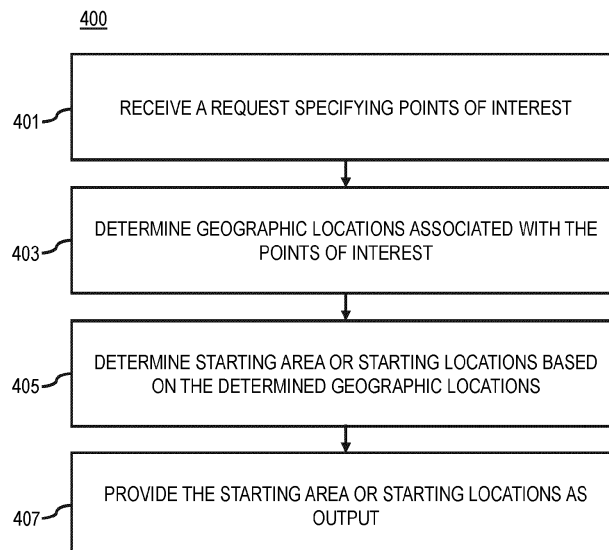 400
401
RECEIVE A REQUEST SPECIFYING POINTS OF INTEREST
403
DETERMINE GEOGRAPHIC LOCATIONS ASSOCIATED WITH THE
POINTS OF INTEREST
405
DETERMINE STARTING AREA OR STARTING LOCATIONS BASED
ON THE DETERMINED GEOGRAPHIC LOCATIONS
407
PROVIDE THE STARTING AREA OR STARTING LOCATIONS AS
OUTPUT